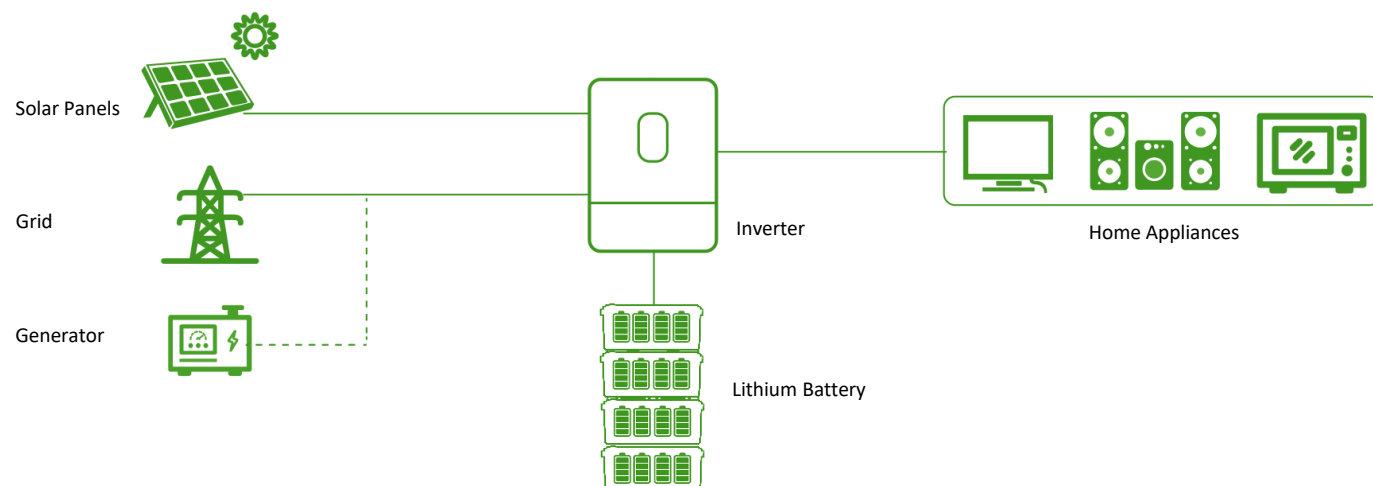 Solar Panels
Grid
Inverter
Home Appliances
Generator
Lithium Battery